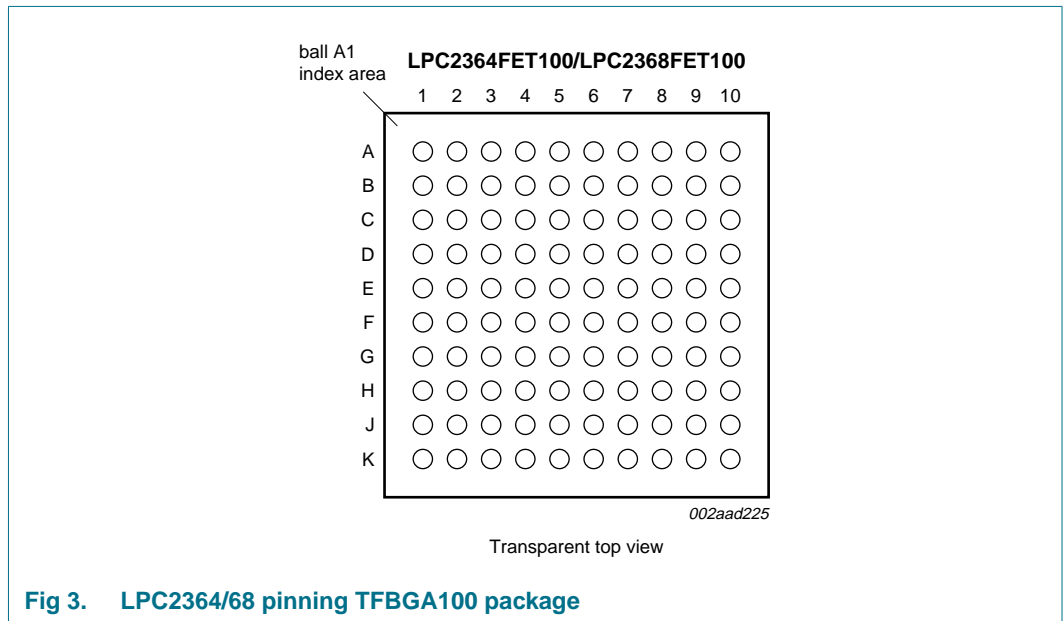 ball A1
index area
LPC2364FET100/LPC2368FET100
1 2 3 4 5 6 7 8 9 10
A
B
C
D
E
F
G
H
J
K
002aad225
Transparent top view
Fig 3. LPC2364/68 pinning TFBGA100 package